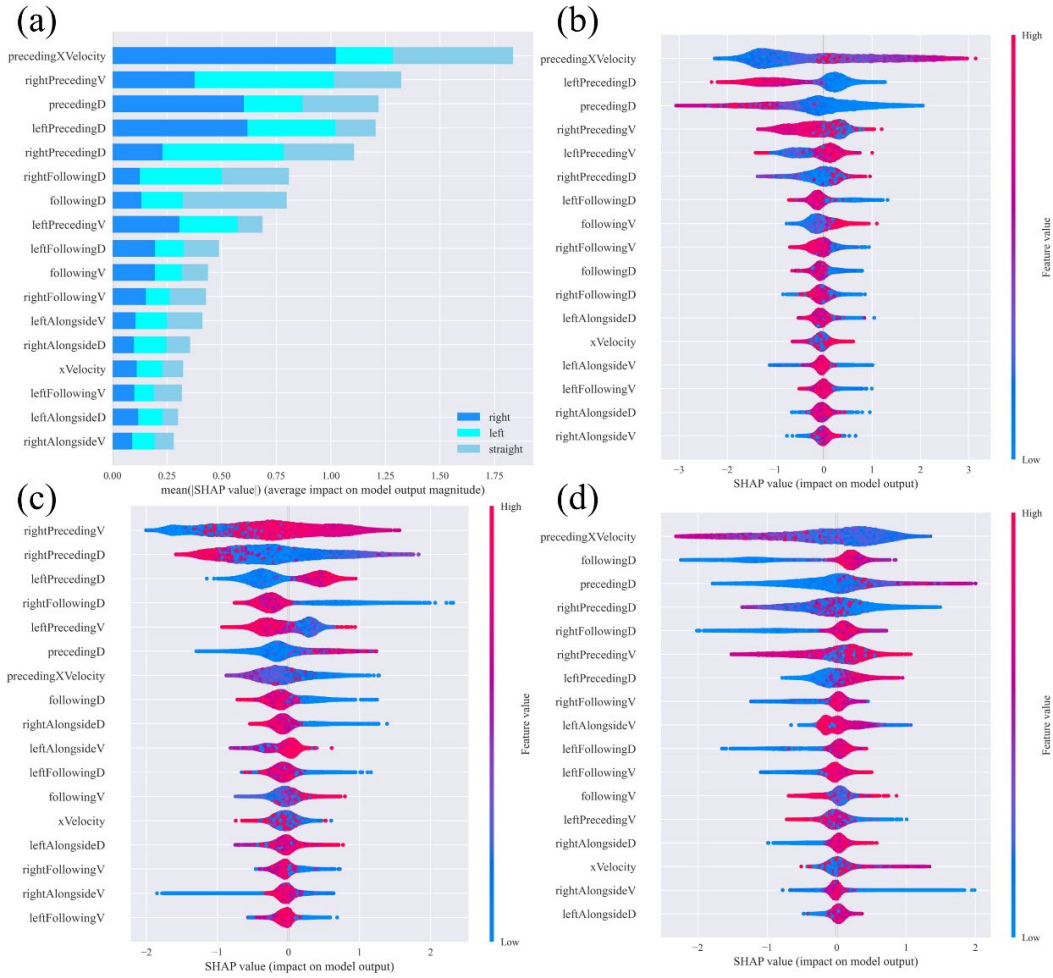 (a)
precedingXVelocity
rightPrecedingV
precedingD
leftPrecedingD
rightPrecedingD
rightFollowingD
followingD
leftPrecedingV
leftFollowingD
followingV
rightFollowingV
leftAlongsideV
rightAlongsideD
xVelocity
leftFollowingV
leftAlongsideD
rightAlongsideV
right
left
straight
0.00 0.25 0.50 0.75 1.00 1.25 1.50 1.75
mean(|SHAP value|) (average impact on model output magnitude)
(b)
High
precedingXVelocity
leftPrecedingD
precedingD
rightPrecedingV
leftPrecedingV
rightPrecedingD
leftFollowingD
followingV
rightFollowingV
followingD
rightFollowingD
leftAlongsideD
xVelocity
leftAlongsideV
leftFollowingV
rightAlongsideD
rightAlongsideV
Feature value
Low
−3 −2 −1 0 1 2 3
SHAP value (impact on model output)
(c)
High
rightPrecedingV
rightPrecedingD
leftPrecedingD
rightFollowingD
leftPrecedingV
precedingD
precedingXVelocity
followingD
rightAlongsideD
leftAlongsideV
leftFollowingD
followingV
xVelocity
leftAlongsideD
rightFollowingV
rightAlongsideV
leftFollowingV
Feature value
Low
−2 −1 0 1 2
SHAP value (impact on model output)
(d)
High
precedingXVelocity
followingD
precedingD
rightPrecedingD
rightFollowingD
rightPrecedingV
leftPrecedingD
rightFollowingV
leftAlongsideV
leftFollowingD
leftFollowingV
followingV
leftPrecedingV
rightAlongsideD
xVelocity
rightAlongsideV
leftAlongsideD
Feature value
Low
−2 −1 0 1 2
SHAP value (impact on model output)